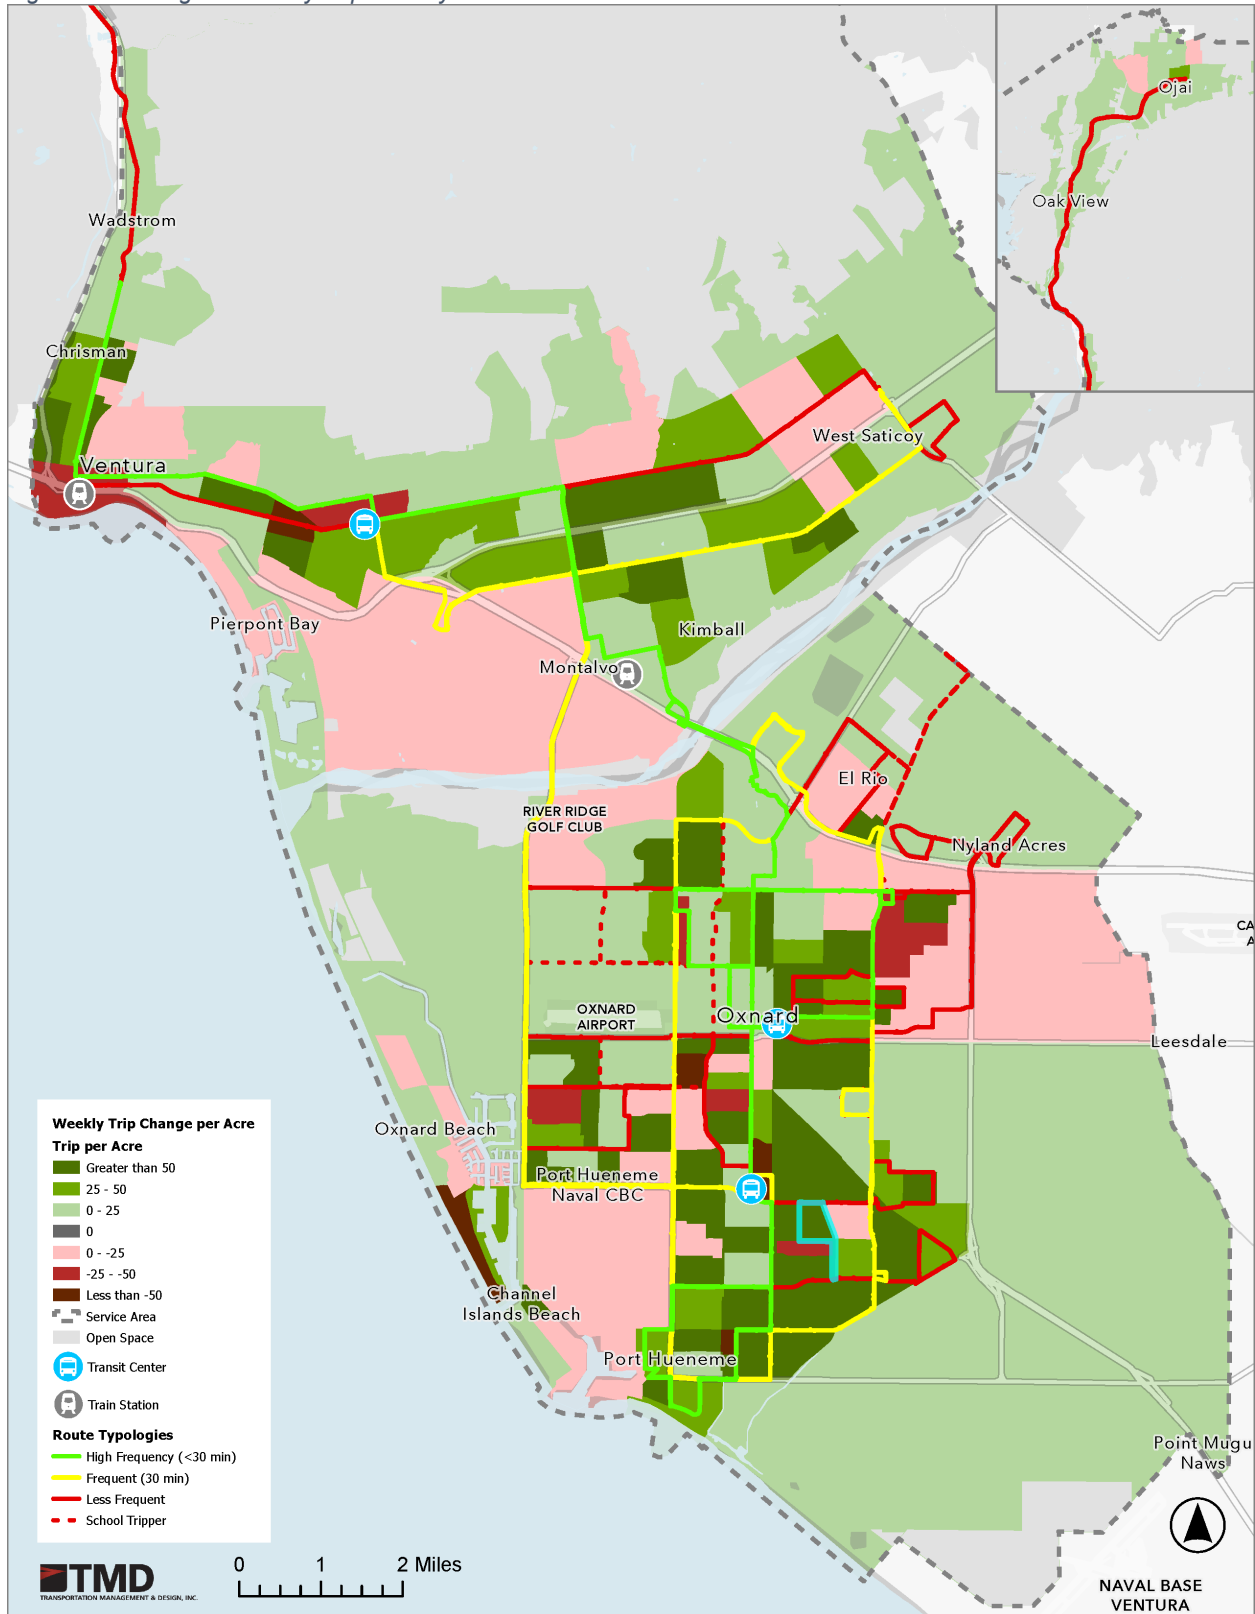 Ojai
Oak View
Wadstrom
Chrisman
Ventura
West Saticoy
Pierpont Bay
Kimball
Montalvo
El Rio
RIVER RIDGE
GOLF CLUB
Nyland Acres
CA
A
OXNARD
AIRPORT
Oxnard
Leesdale
Oxnard Beach
Port Hueneme
Naval CBC
Channel
Islands Beach
Port Hueneme
Point Mugu
Naws
NAVAL BASE
VENTURA
Weekly Trip Change per Acre
Trip per Acre
Greater than 50
25 - 50
0 - 25
0
0 - -25
-25 - -50
Less than -50
Service Area
Open Space
Transit Center
Train Station
Route Typologies
High Frequency (<30 min)
Frequent (30 min)
Less Frequent
School Tripper
TMD
TRANSPORTATION MANAGEMENT & DESIGN, INC.
0 1 2 Miles